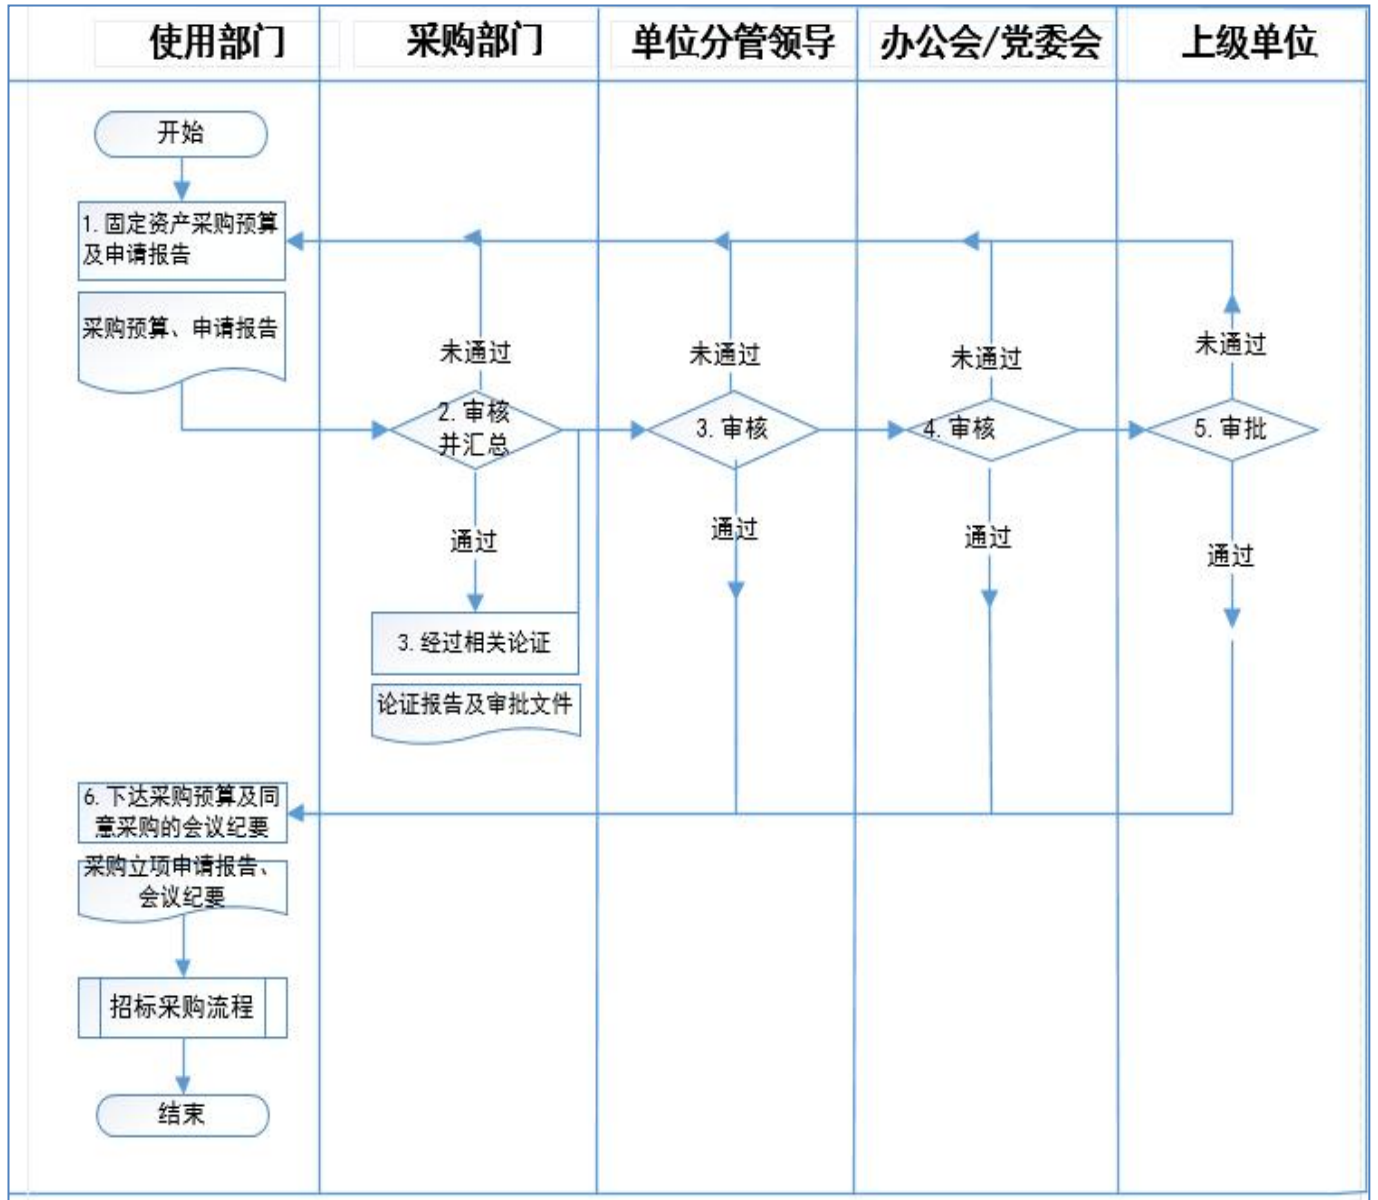 使用部门
采购部门
单位分管领导
办公会/党委会
上级单位
开始
1.固定资产采购预算
及申请报告
采购预算、申请报告
未通过
未通过
未通过
未通过
2.审核
并汇总
3.审核
4.审核
5.审批
通过
通过
通过
通过
3.经过相关论证
论证报告及审批文件
6.下达采购预算及同
意采购的会议纪要
采购立项申请报告、
会议纪要
招标采购流程
结束